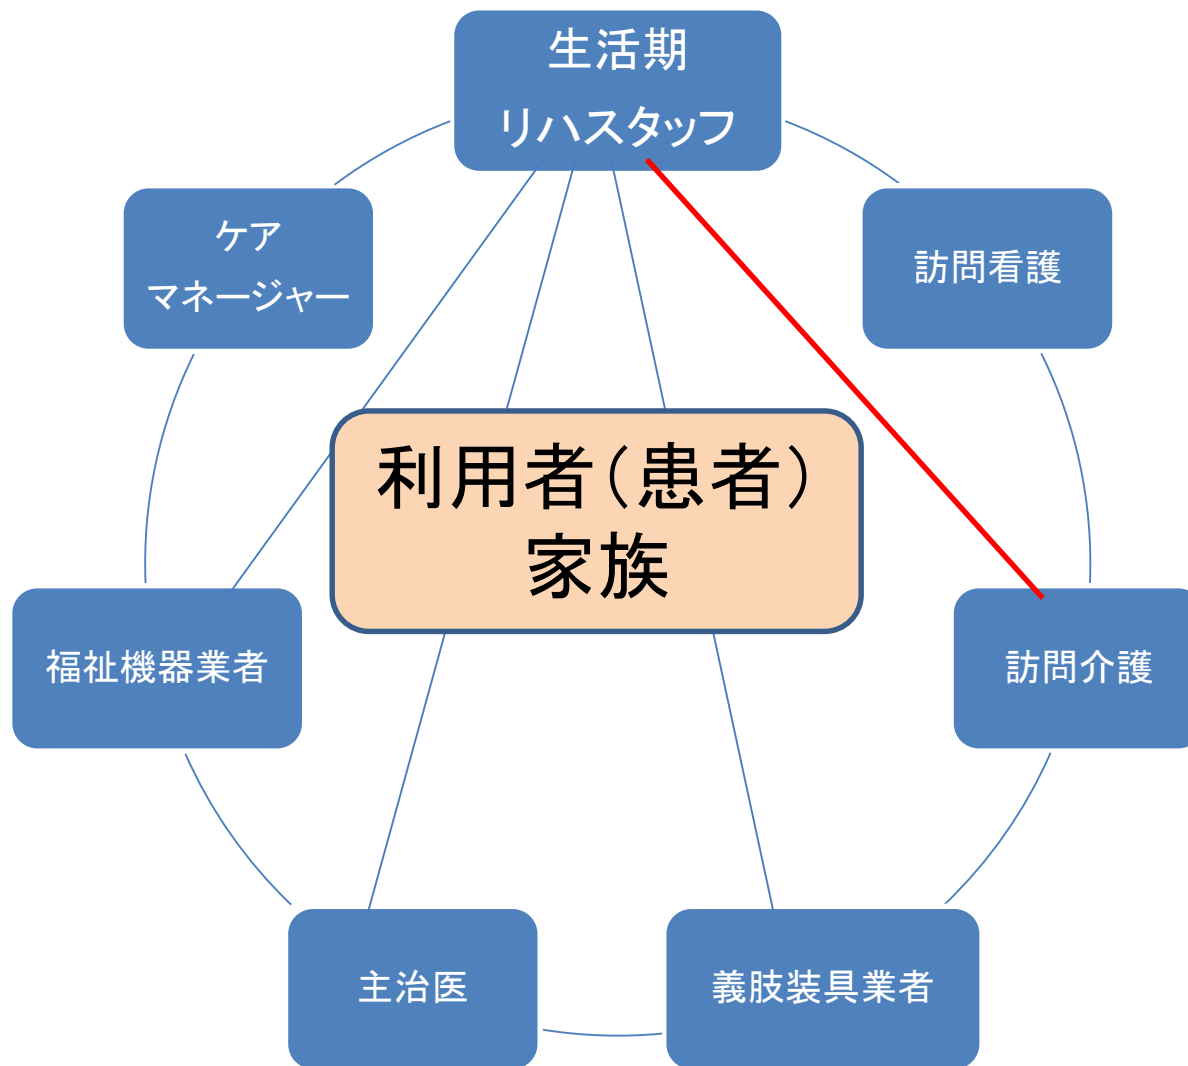 生活期
リハスタッフ
ケア
マネージャー
訪問看護
利用者（患者）
家族
福祉機器業者
訪問介護
主治医
義肢装具業者